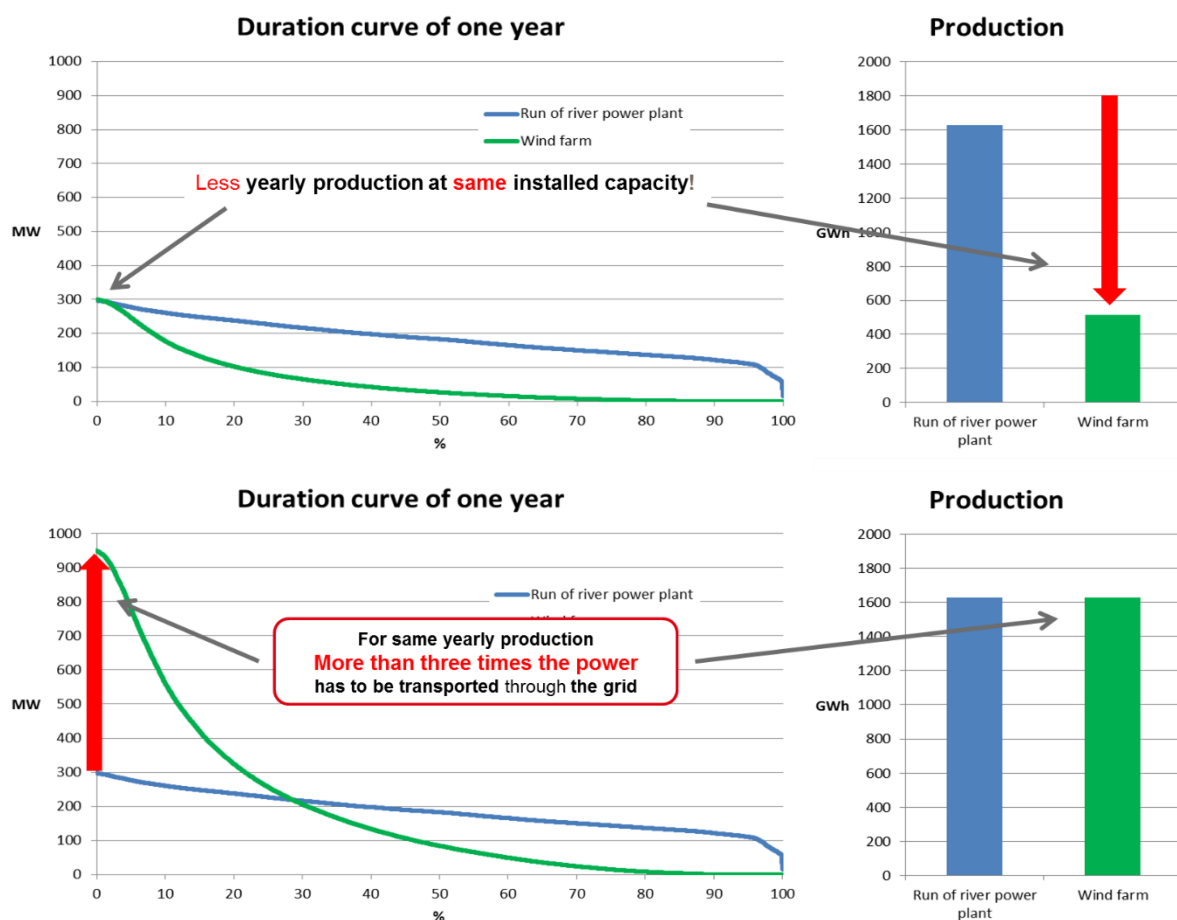 Duration curve of one year
1000
900
800
700
600
500
400
300
200
100
0
MW
Run of river power plant
Wind farm
Less yearly production at same installed capacity!
0 10 20 30 40 50 60 70 80 90 100
%
Production
2000
1800
1600
1400
1200
1000
800
600
400
200
0
GWh
Run of river power
plant
Wind farm
Duration curve of one year
1000
900
800
700
600
500
400
300
200
100
0
MW
Run of river power plant
For same yearly production
More than three times the power
has to be transported through the grid
0 10 20 30 40 50 60 70 80 90 100
%
Production
2000
1800
1600
1400
1200
1000
800
600
400
200
0
GWh
Run of river power
plant
Wind farm